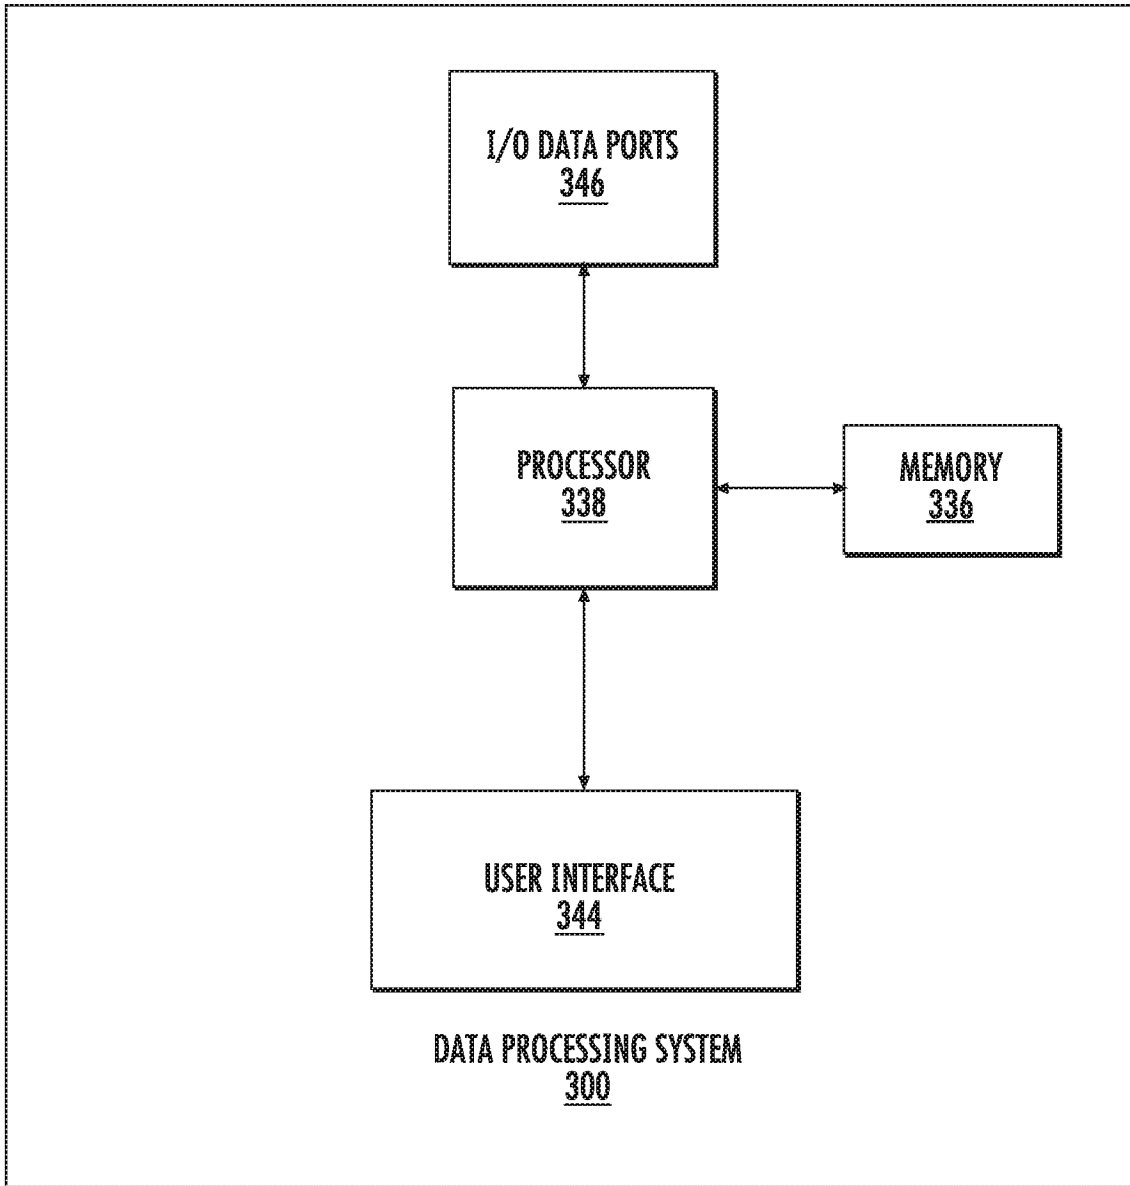 I/O DATA PORTS
346
PROCESSOR
338
MEMORY
336
USER INTERFACE
344
DATA PROCESSING SYSTEM
300